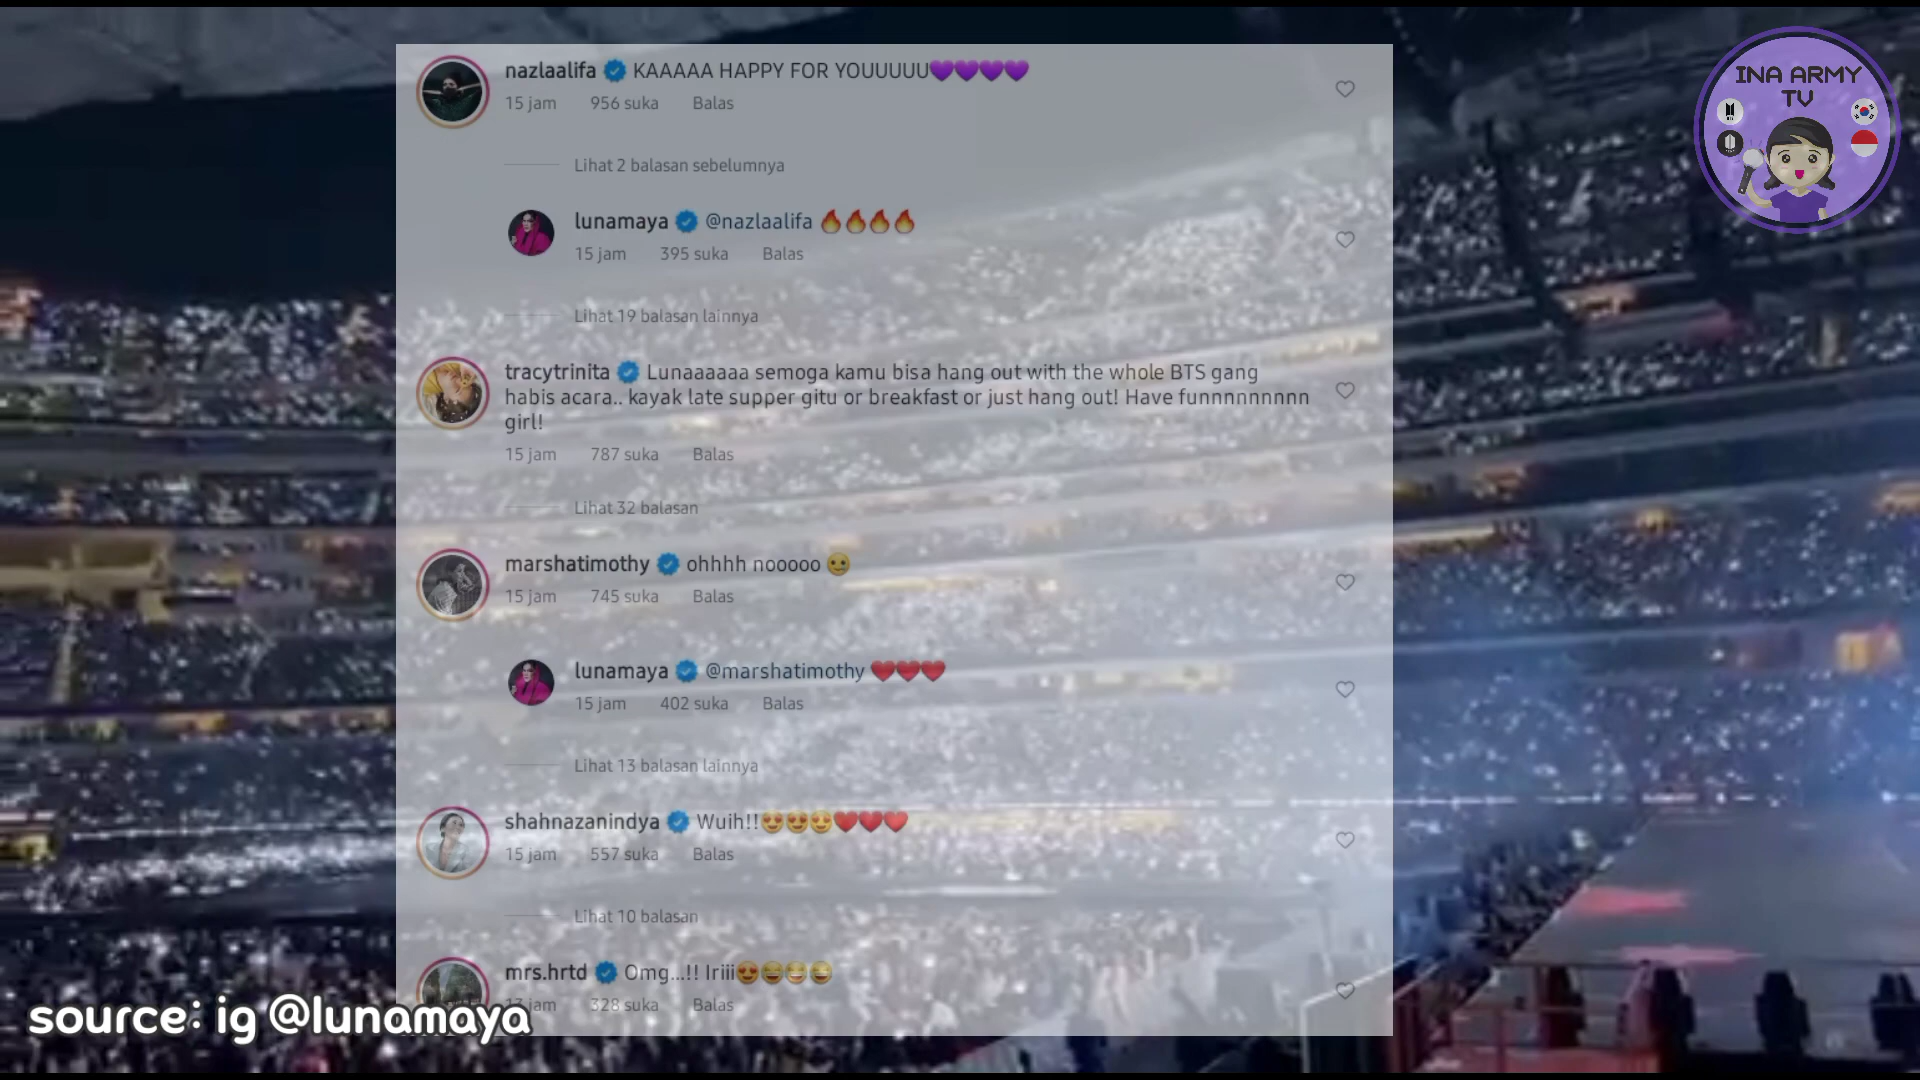 INA ARMY
TV
nazlaalifa KAAAAA HAPPY FOR YOUUUUU💜💜💜💜
15 jam 956 suka Balas
Lihat 2 balasan sebelumnya
lunamaya @nazlaalifa 🔥🔥🔥🔥
15 jam 395 suka Balas
Lihat 19 balasan lainnya
tracytrinita Lunaaaaaa semoga kamu bisa hang out with the whole BTS gang
habis acara.. kayak late supper gitu or breakfast or just hang out! Have funnnnnnnnn
girl!
15 jam 787 suka Balas
Lihat 32 balasan
marshatimothy ohhhh nooooo
15 jam 745 suka Balas
lunamaya @marshatimothy ❤️❤️❤️
15 jam 402 suka Balas
Lihat 13 balasan lainnya
shahnazanindya Wuih!!😍😍😍❤️❤️❤️
15 jam 557 suka Balas
Lihat 10 balasan
mrs.hrtd Omg...!! Iriii😍😂😂😂
jam 328 suka Balas
source: ig @lunamaya